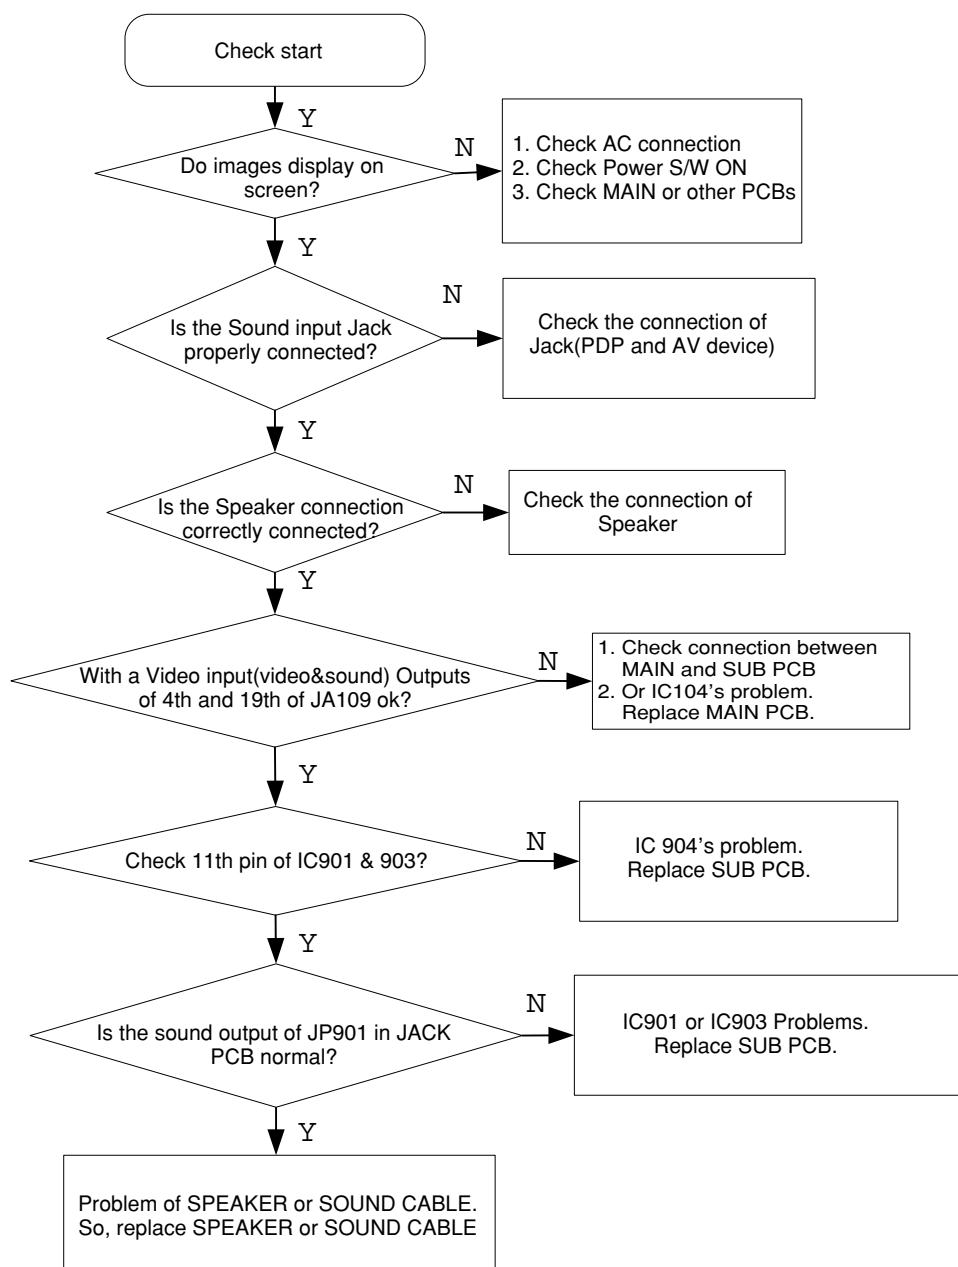 Check start
Y
Do images display on
screen?
N
1. Check AC connection
2. Check Power S/W ON
3. Check MAIN or other PCBs
Y
Is the Sound input Jack
properly connected?
N
Check the connection of
Jack(PDP and AV device)
Y
Is the Speaker connection
correctly connected?
N
Check the connection of
Speaker
Y
With a Video input(video&sound) Outputs
of 4th and 19th of JA109 ok?
N
1. Check connection between
MAIN and SUB PCB
2. Or IC104's problem.
Replace MAIN PCB.
Y
Check 11th pin of IC901 & 903?
N
IC 904's problem.
Replace SUB PCB.
Y
Is the sound output of JP901 in JACK
PCB normal?
N
IC901 or IC903 Problems.
Replace SUB PCB.
Y
Problem of SPEAKER or SOUND CABLE.
So, replace SPEAKER or SOUND CABLE